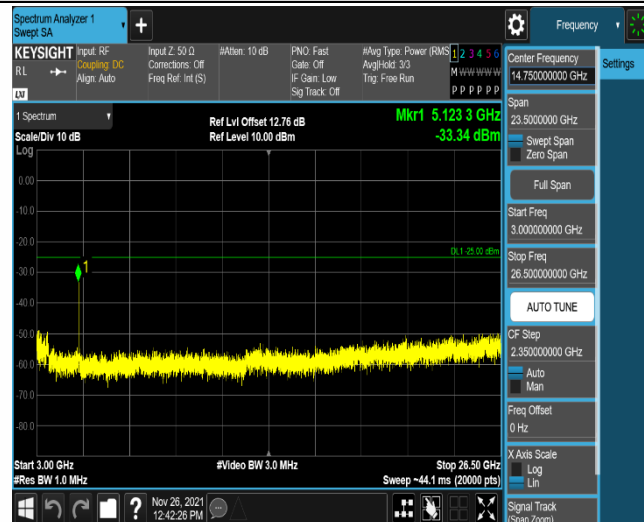 Spectrum Analyzer 1
Swept SA
+
Frequency
KEYSIGHT
RL
LXI
Input: RF
Coupling: DC
Align: Auto
Input Z: 50 Ω
Corrections: Off
Freq Ref: Int (S)
#Atten: 10 dB
PNO: Fast
Gate: Off
IF Gain: Low
Sig Track: Off
#Avg Type: Power (RMS
Avg|Hold: 3/3
Trig: Free Run
1 2 3 4 5 6
M W W W W W
P P P P P P
Settings
Center Frequency
14.750000000 GHz
Span
23.5000000 GHz
Swept Span
Zero Span
Full Span
Start Freq
3.000000000 GHz
Stop Freq
26.500000000 GHz
AUTO TUNE
CF Step
2.350000000 GHz
Auto
Man
Freq Offset
0 Hz
X Axis Scale
Log
Lin
Signal Track
(Span Zoom)
1 Spectrum
Scale/Div 10 dB
Log
Ref Lvl Offset 12.76 dB
Ref Level 10.00 dBm
Mkr1 5.123 3 GHz
-33.34 dBm
0.00
-10.0
-20.0
-30.0
-40.0
-50.0
-60.0
-70.0
-80.0
DL1 -25.00 dBm
1
Start 3.00 GHz
#Res BW 1.0 MHz
#Video BW 3.0 MHz
Stop 26.50 GHz
Sweep ~44.1 ms (20000 pts)
?
Nov 26, 2021
12:42:26 PM